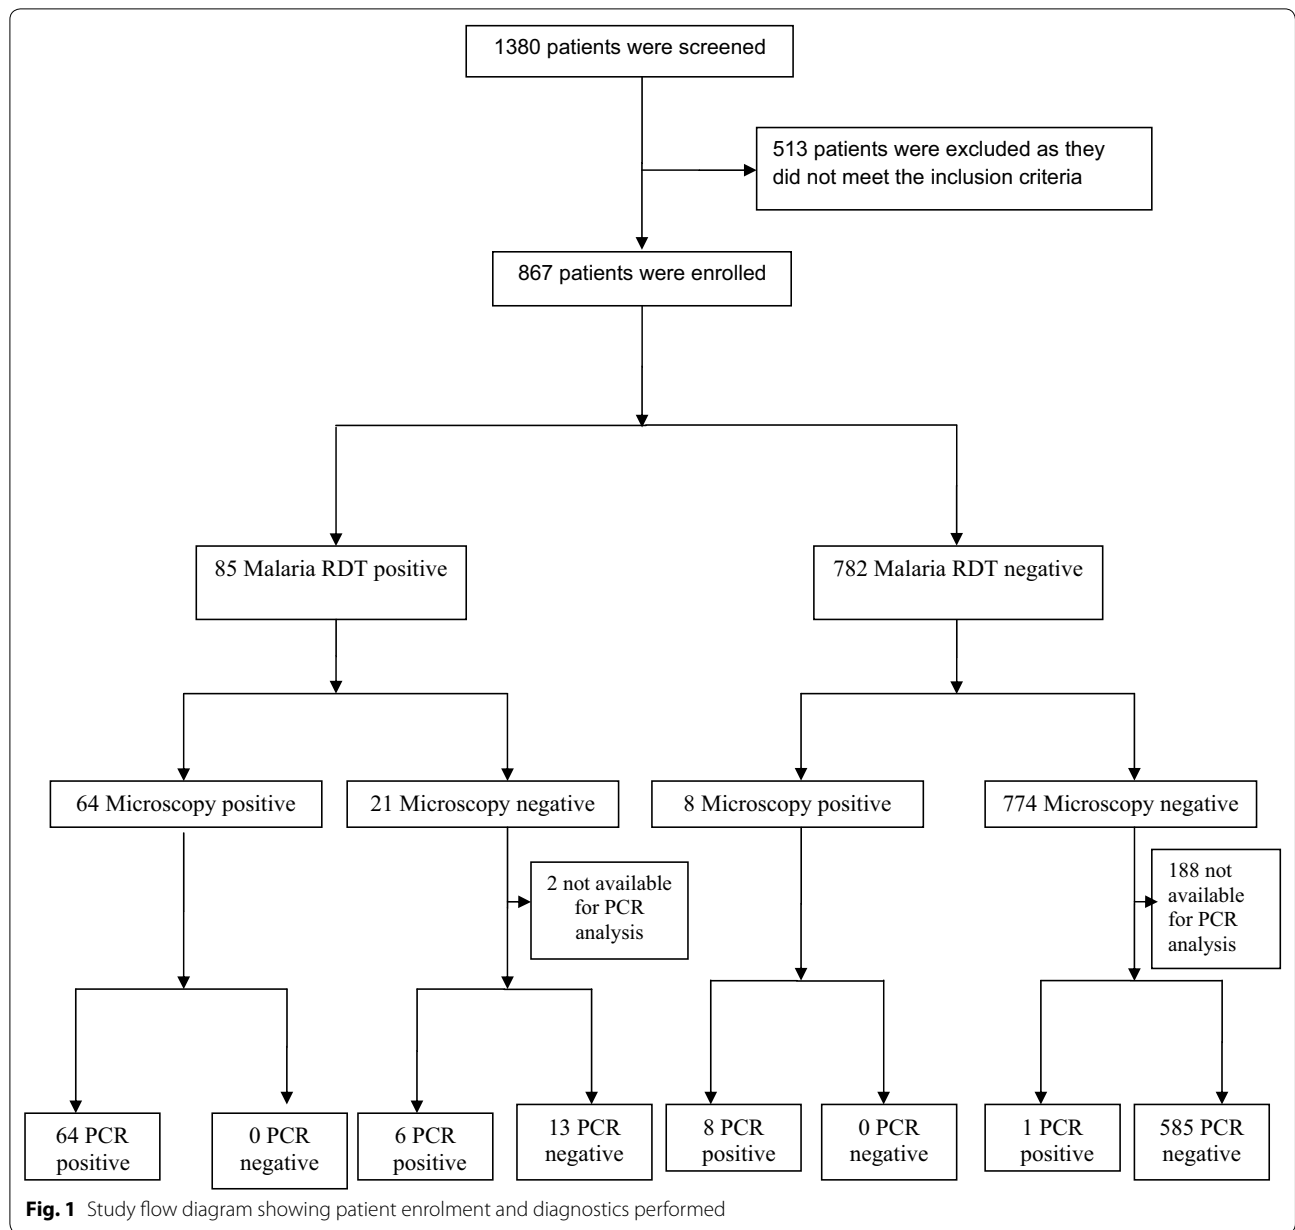 1380 patients were screened
513 patients were excluded as they
did not meet the inclusion criteria
867 patients were enrolled
85 Malaria RDT positive
782 Malaria RDT negative
64 Microscopy positive
21 Microscopy negative
8 Microscopy positive
774 Microscopy negative
2 not available
for PCR
analysis
188 not
available
for PCR
analysis
64 PCR
positive
0 PCR
negative
6 PCR
positive
13 PCR
negative
8 PCR
positive
0 PCR
negative
1 PCR
positive
585 PCR
negative
Fig. 1 Study flow diagram showing patient enrolment and diagnostics performed